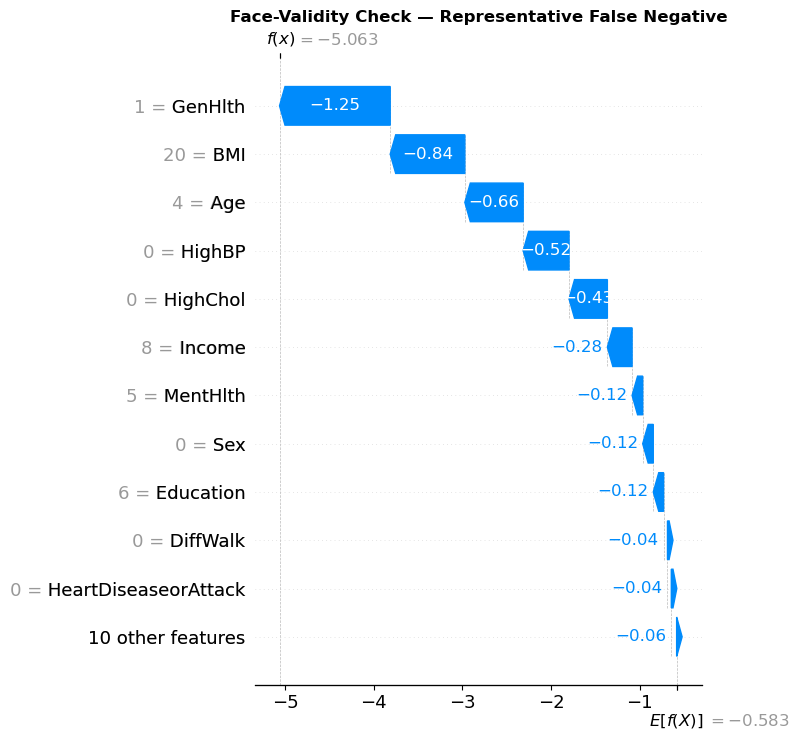 Face-Validity Check — Representative False Negative
f(x) = −5.063
1 = GenHlth −1.25
20 = BMI −0.84
4 = Age −0.66
0 = HighBP −0.52
0 = HighChol −0.43
8 = Income −0.28
5 = MentHlth −0.12
0 = Sex −0.12
6 = Education −0.12
0 = DiffWalk −0.04
0 = HeartDiseaseorAttack −0.04
10 other features −0.06
−5 −4 −3 −2 −1
E[f(X)] = −0.583